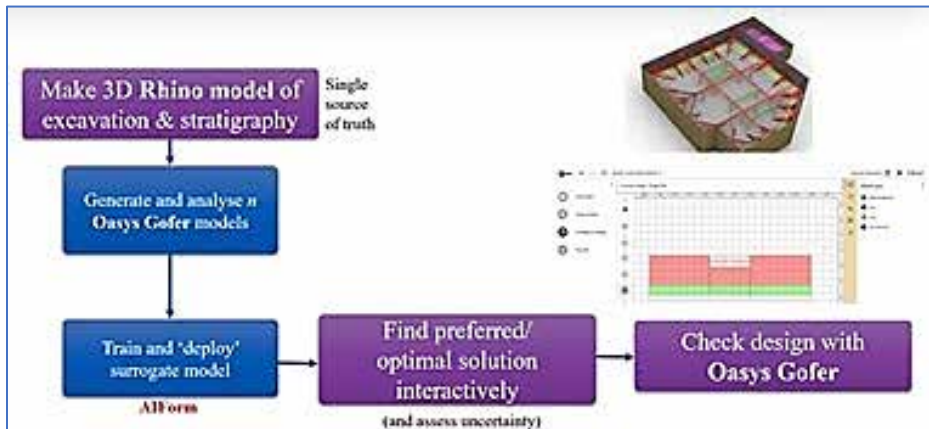 Make 3D Rhino model of
excavation & stratigraphy
Single
source
of truth
Generate and analyse n
Oasys Gofer models
Train and 'deploy'
surrogate model
AIForm
Find preferred/
optimal solution
interactively
(and assess uncertainty)
Check design with
Oasys Gofer